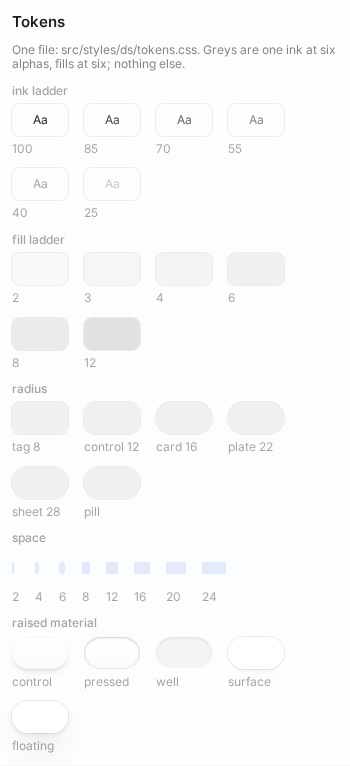 Tokens
One file: src/styles/ds/tokens.css. Greys are one ink at six
alphas, fills at six; nothing else.
ink ladder
Aa Aa Aa Aa
100 85 70 55
Aa Aa
40 25
fill ladder
2 3 4 6
8 12
radius
tag 8 control 12 card 16 plate 22
sheet 28 pill
space
2 4 6 8 12 16 20 24
raised material
control pressed well surface
floating